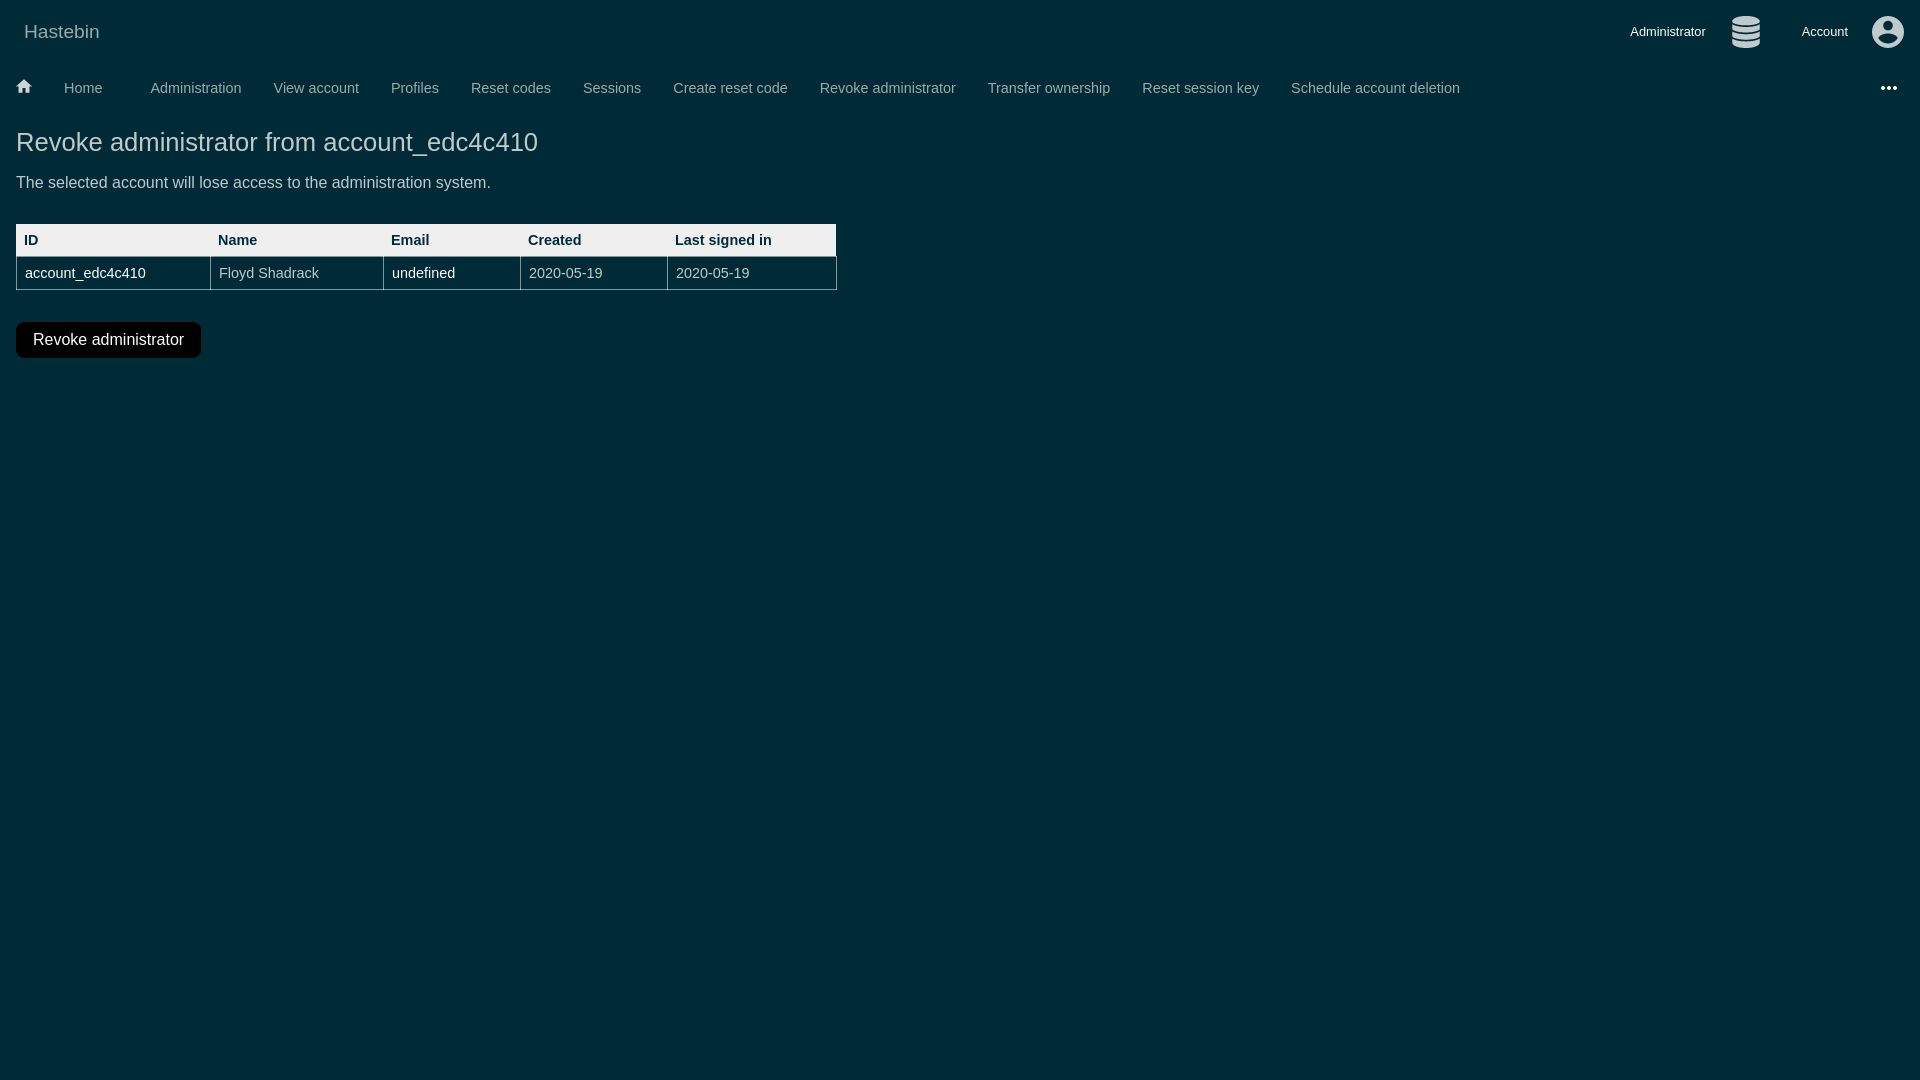 Hastebin
Administrator
Account
Home
Administration
View account
Profiles
Reset codes
Sessions
Create reset code
Revoke administrator
Transfer ownership
Reset session key
Schedule account deletion
Revoke administrator from account_edc4c410
The selected account will lose access to the administration system.
ID Name Email Created Last signed in
account_edc4c410 Floyd Shadrack undefined 2020-05-19 2020-05-19
Revoke administrator